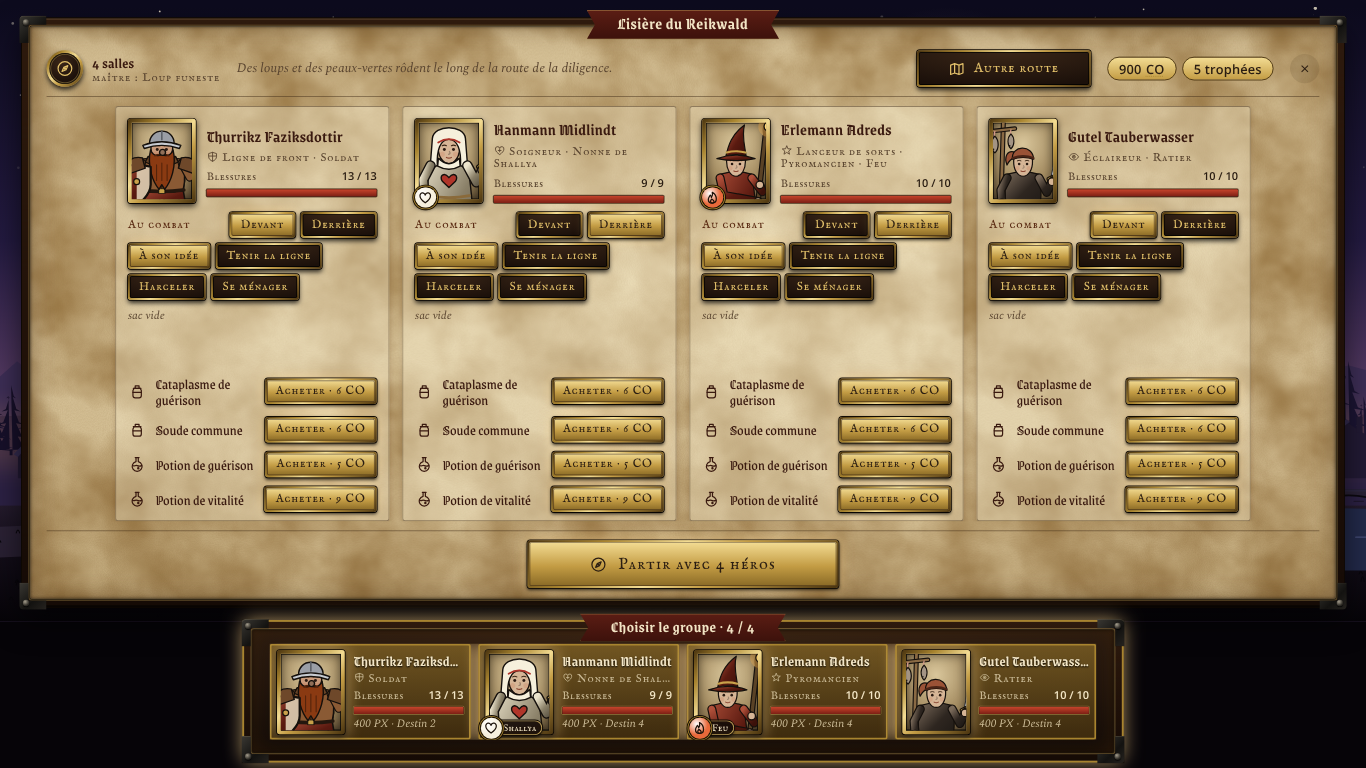 Lisière du Reikwald
4 salles
maître : Loup funeste
Des loups et des peaux-vertes rôdent le long de la route de la diligence.
Autre route
900 CO
5 trophées
×
Thurrikz Faziksdottir
Ligne de front · Soldat
Blessures 13 / 13
Au combat Devant Derrière
À son idée Tenir la ligne
Harceler Se ménager
sac vide
Cataplasme de guérison Acheter · 6 CO
Soude commune Acheter · 6 CO
Potion de guérison Acheter · 5 CO
Potion de vitalité Acheter · 9 CO
Hanmann Midlindt
Soigneur · Nonne de
Shallya
Blessures 9 / 9
Au combat Devant Derrière
À son idée Tenir la ligne
Harceler Se ménager
sac vide
Cataplasme de guérison Acheter · 6 CO
Soude commune Acheter · 6 CO
Potion de guérison Acheter · 5 CO
Potion de vitalité Acheter · 9 CO
Erlemann Adreds
Lanceur de sorts ·
Pyromancien · Feu
Blessures 10 / 10
Au combat Devant Derrière
À son idée Tenir la ligne
Harceler Se ménager
sac vide
Cataplasme de guérison Acheter · 6 CO
Soude commune Acheter · 6 CO
Potion de guérison Acheter · 5 CO
Potion de vitalité Acheter · 9 CO
Gutel Tauberwasser
Éclaireur · Ratier
Blessures 10 / 10
Au combat Devant Derrière
À son idée Tenir la ligne
Harceler Se ménager
sac vide
Cataplasme de guérison Acheter · 6 CO
Soude commune Acheter · 6 CO
Potion de guérison Acheter · 5 CO
Potion de vitalité Acheter · 9 CO
Partir avec 4 héros
Choisir le groupe · 4 / 4
Thurrikz Faziksd...
Soldat
Blessures 13 / 13
400 PX · Destin 2
Hanmann Midlindt
Nonne de Shal...
Blessures 9 / 9
400 PX · Destin 4
Shallya
Erlemann Adreds
Pyromancien
Blessures 10 / 10
400 PX · Destin 4
Feu
Gutel Tauberwass...
Ratier
Blessures 10 / 10
400 PX · Destin 4